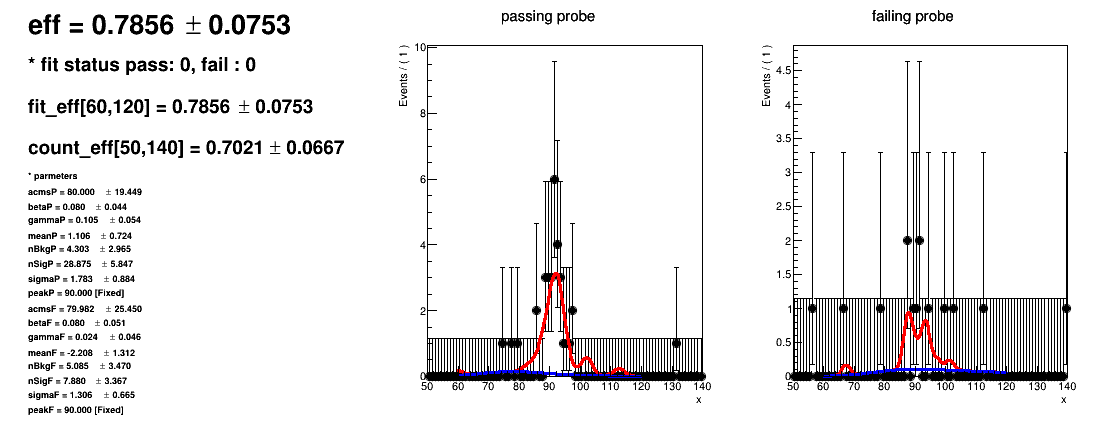 eff = 0.7856 ± 0.0753
* fit status pass: 0, fail : 0
fit_eff[60,120] = 0.7856 ± 0.0753
count_eff[50,140] = 0.7021 ± 0.0667
* parmeters
acmsP = 80.000 ± 19.449
betaP = 0.080 ± 0.044
gammaP = 0.105 ± 0.054
meanP = 1.106 ± 0.724
nBkgP = 4.303 ± 2.965
nSigP = 28.875 ± 5.847
sigmaP = 1.783 ± 0.884
peakP = 90.000 [Fixed]
acmsF = 79.982 ± 25.450
betaF = 0.080 ± 0.051
gammaF = 0.024 ± 0.046
meanF = -2.208 ± 1.312
nBkgF = 5.085 ± 3.470
nSigF = 7.880 ± 3.367
sigmaF = 1.306 ± 0.665
peakF = 90.000 [Fixed]
passing probe
Events / ( 1 )
10
8
6
4
2
0
50 60 70 80 90 100 110 120 130 140
x
failing probe
Events / ( 1 )
4.5
4
3.5
3
2.5
2
1.5
1
0.5
0
50 60 70 80 90 100 110 120 130 140
x